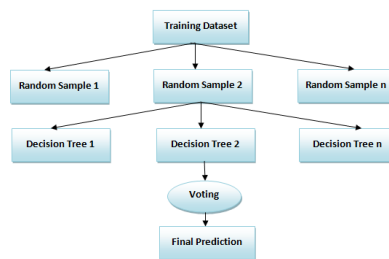 Training Dataset
Random Sample 1 Random Sample 2 Random Sample n
Decision Tree 1 Decision Tree 2 Decision Tree n
Voting
Final Prediction